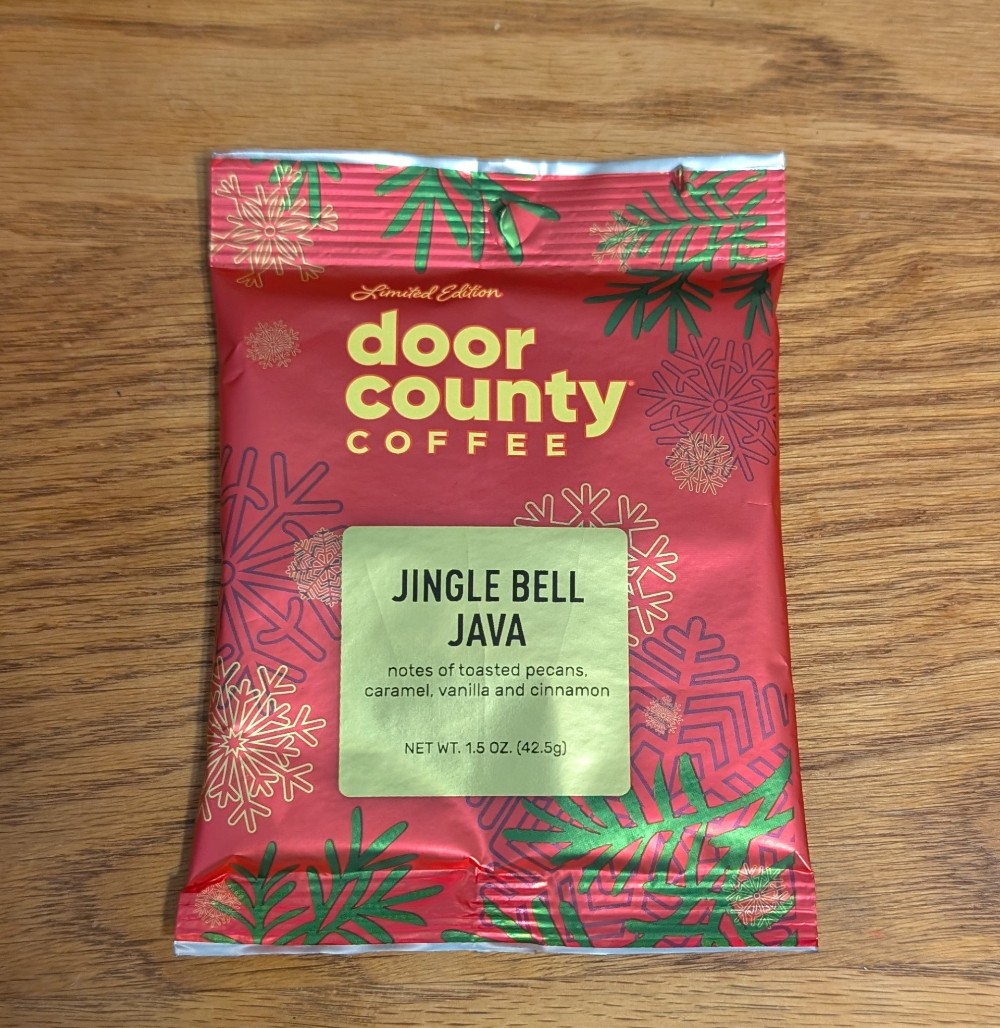 Limited Edition
door
county®
COFFEE
JINGLE BELL
JAVA
notes of toasted pecans,
caramel, vanilla and cinnamon
NET WT. 1.5 OZ. (42.5g)